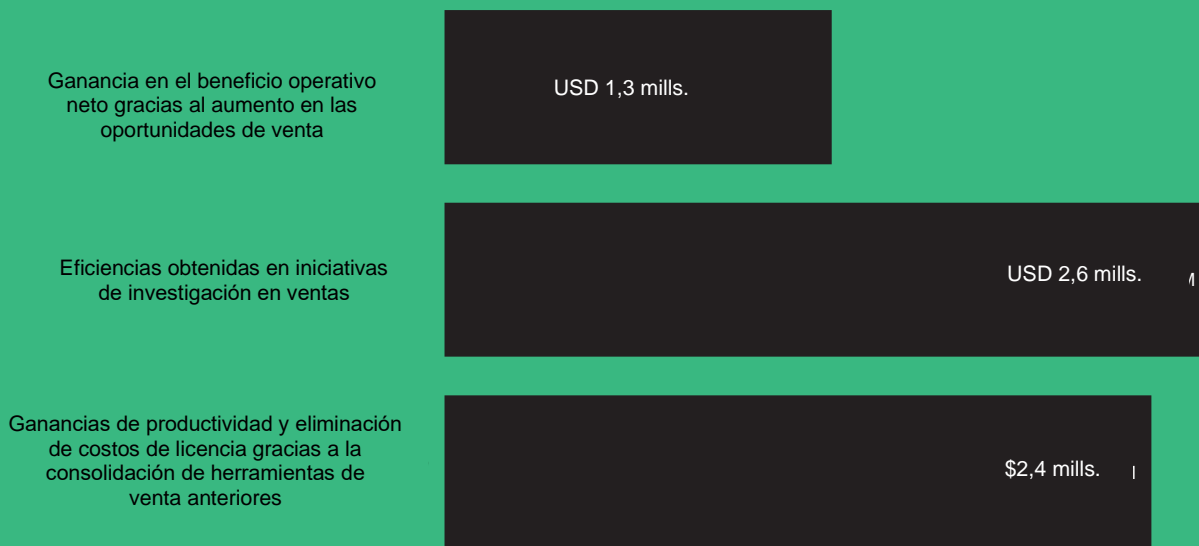 Ganancia en el beneficio operativo
neto gracias al aumento en las
oportunidades de venta
USD 1,3 mills.
Eficiencias obtenidas en iniciativas
de investigación en ventas
USD 2,6 mills.
Ganancias de productividad y eliminación
de costos de licencia gracias a la
consolidación de herramientas de
venta anteriores
$2,4 mills.